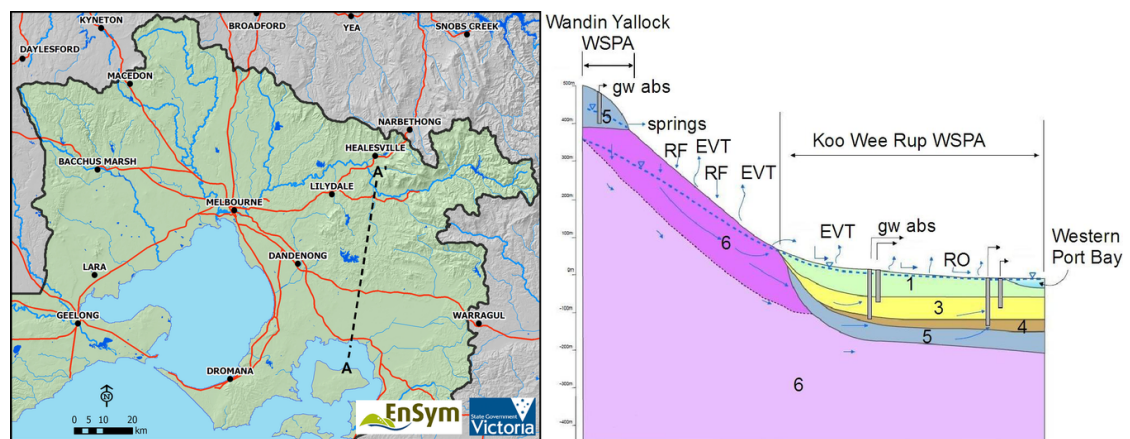 KYNETON
BROADFORD
YEA
SNOBS CREEK
DAYLESFORD
MACEDON
NARBETHONG
HEALESVILLE
BACCHUS MARSH
A'
LILYDALE
MELBOURNE
DANDENONG
LARA
GEELONG
WARRAGUL
A
DROMANA
N
0 5 10 20
km
EnSym
State Government
Victoria
Wandin Yallock
WSPA
gw abs
500m
5
springs
400m
Koo Wee Rup WSPA
300m
RF
EVT
RF
EVT
200m
6
100m
EVT
gw abs
RO
Western
Port Bay
0m
1
3
-100m
4
5
-200m
-300m
6
-400m